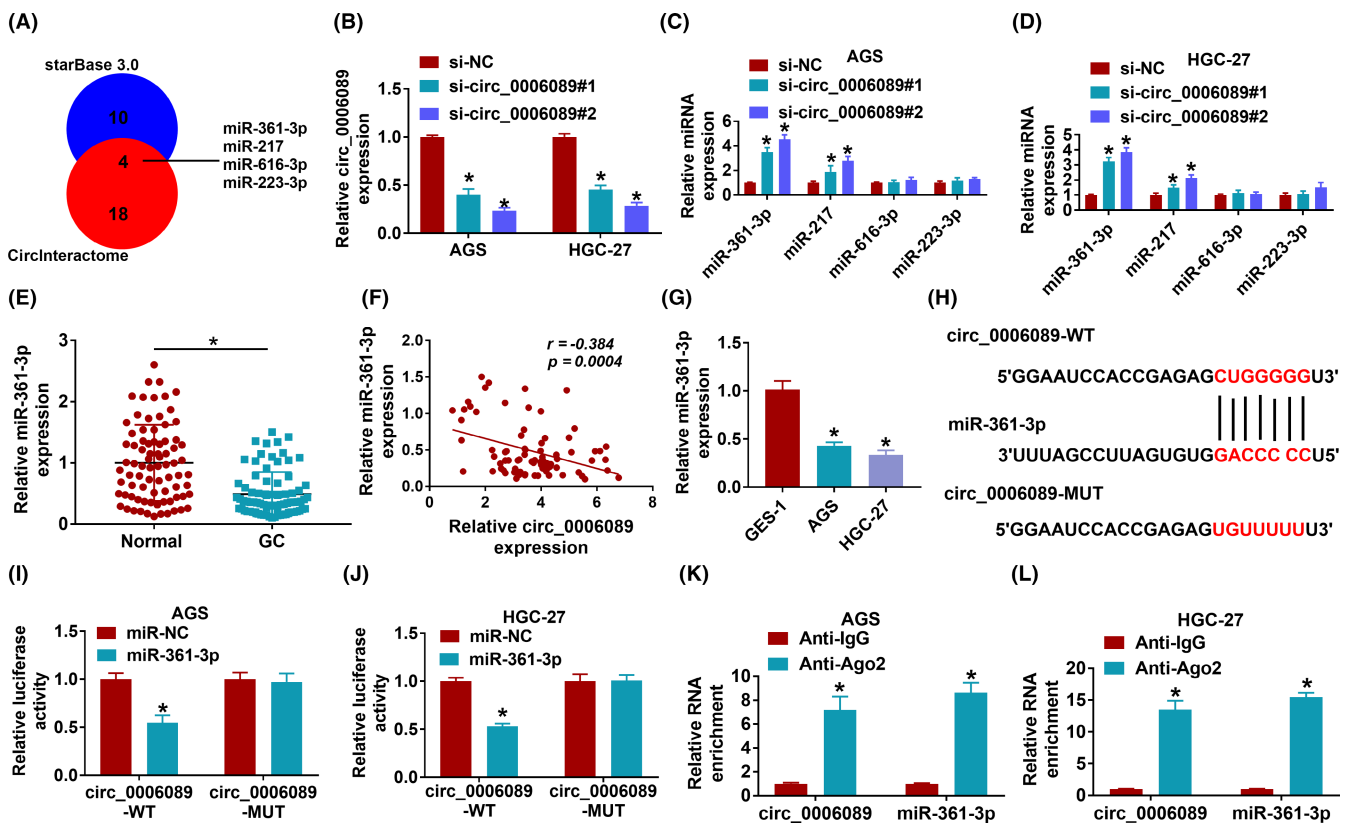 (A)
starBase 3.0
10
4
18
miR-361-3p
miR-217
miR-616-3p
miR-223-3p
CircInteractome
(B)
si-NC
si-circ_0006089#1
si-circ_0006089#2
Relative circ_0006089
expression
1.5
1.0
0.5
0.0
*
*
*
*
AGS
HGC-27
(C)
AGS
si-NC
si-circ_0006089#1
si-circ_0006089#2
Relative miRNA
expression
6
4
2
0
*
*
*
*
miR-361-3p
miR-217
miR-616-3p
miR-223-3p
(D)
HGC-27
si-NC
si-circ_0006089#1
si-circ_0006089#2
Relative miRNA
expression
5
4
3
2
1
0
*
*
*
*
miR-361-3p
miR-217
miR-616-3p
miR-223-3p
(E)
Relative miR-361-3p
expression
3
2
1
0
*
Normal
GC
(F)
Relative miR-361-3p
expression
2.0
1.5
1.0
0.5
0.0
r = -0.384
p = 0.0004
0
2
4
6
8
Relative circ_0006089
expression
(G)
Relative miR-361-3p
expression
1.5
1.0
0.5
0.0
*
*
GES-1
AGS
HGC-27
(H)
circ_0006089-WT
5'GGAAUCCACCGAGAGCUGGGGGU3'
miR-361-3p
3'UUUAGCCUUAGUGUGGACCC CCU5'
circ_0006089-MUT
5'GGAAUCCACCGAGAGUGUUUUUU3'
(I)
AGS
miR-NC
miR-361-3p
Relative luciferase
activity
1.5
1.0
0.5
0.0
*
circ_0006089
-WT
circ_0006089
-MUT
(J)
HGC-27
miR-NC
miR-361-3p
Relative luciferase
activity
1.5
1.0
0.5
0.0
*
circ_0006089
-WT
circ_0006089
-MUT
(K)
AGS
Anti-IgG
Anti-Ago2
Relative RNA
enrichment
10
8
6
4
2
0
*
*
circ_0006089
miR-361-3p
(L)
HGC-27
Anti-IgG
Anti-Ago2
Relative RNA
enrichment
20
15
10
5
0
*
*
circ_0006089
miR-361-3p